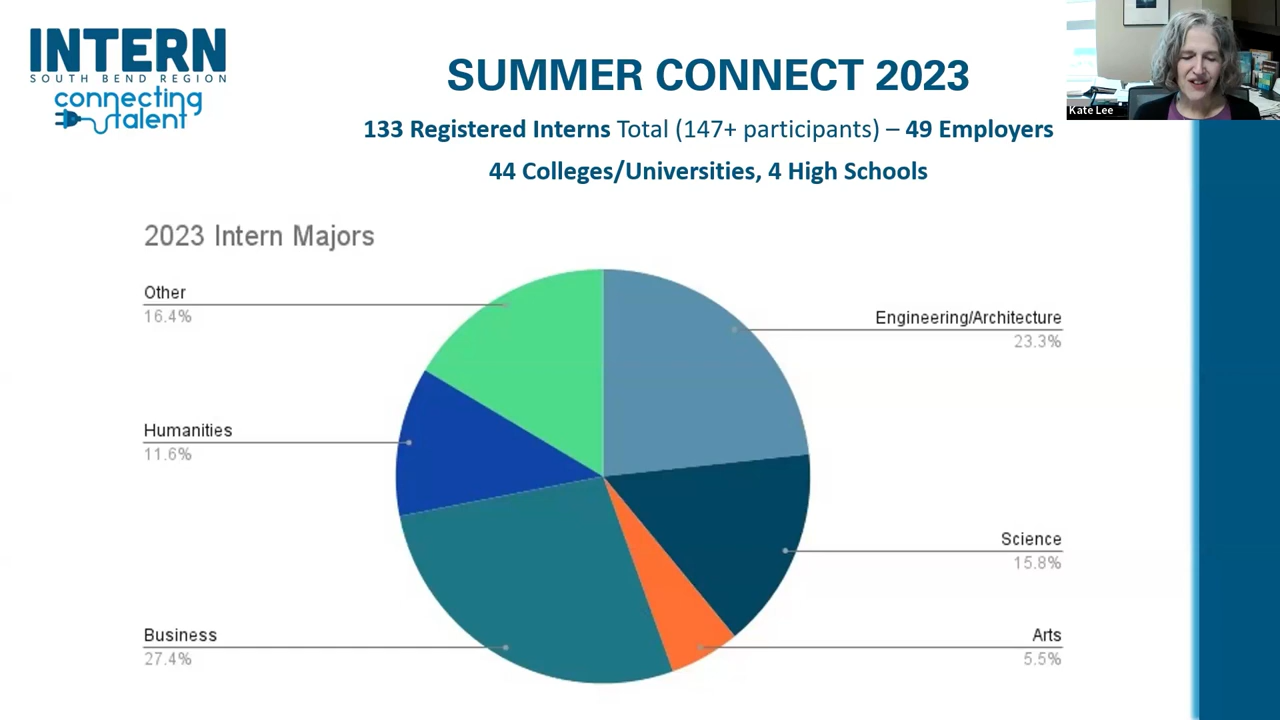 INTERN
SOUTH BEND REGION
connecting
talent
SUMMER CONNECT 2023
133 Registered Interns Total (147+ participants) – 49 Employers
44 Colleges/Universities, 4 High Schools
Kate Lee
2023 Intern Majors
Other
16.4%
Engineering/Architecture
23.3%
Humanities
11.6%
Science
15.8%
Business
27.4%
Arts
5.5%